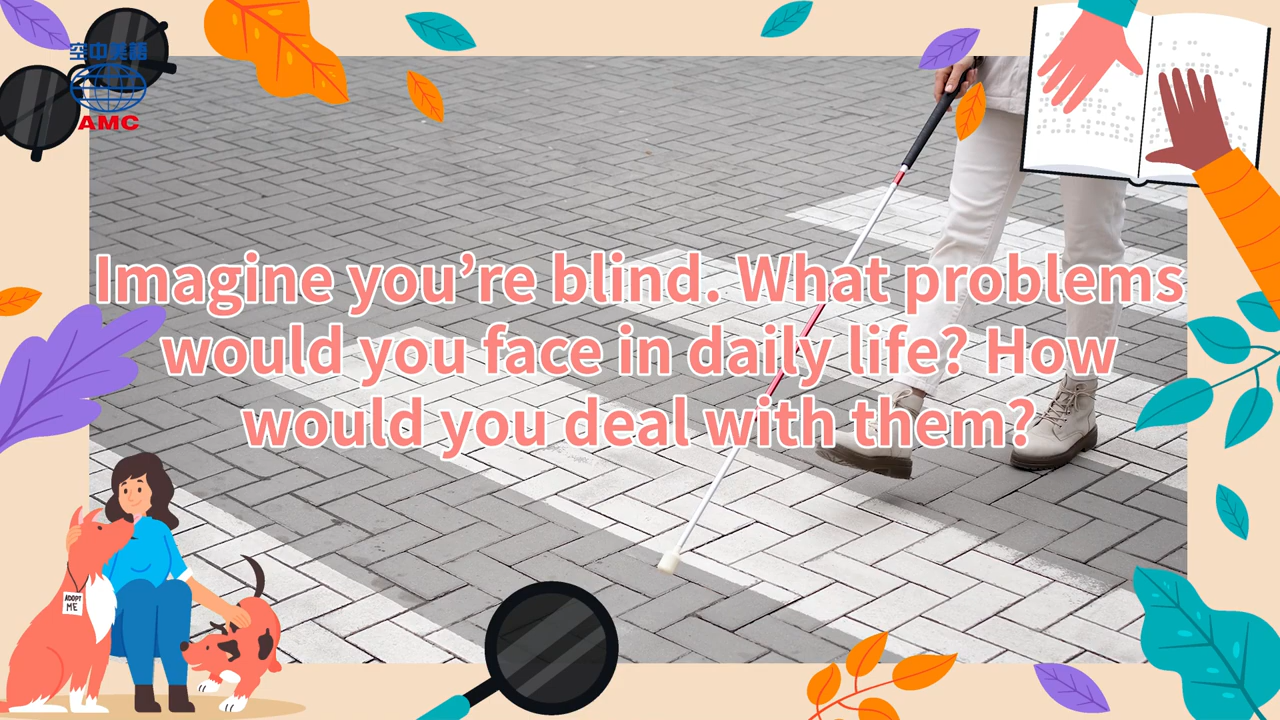 空中美語
AMC
Imagine you’re blind. What problems
would you face in daily life? How
would you deal with them?
ADOPT
ME